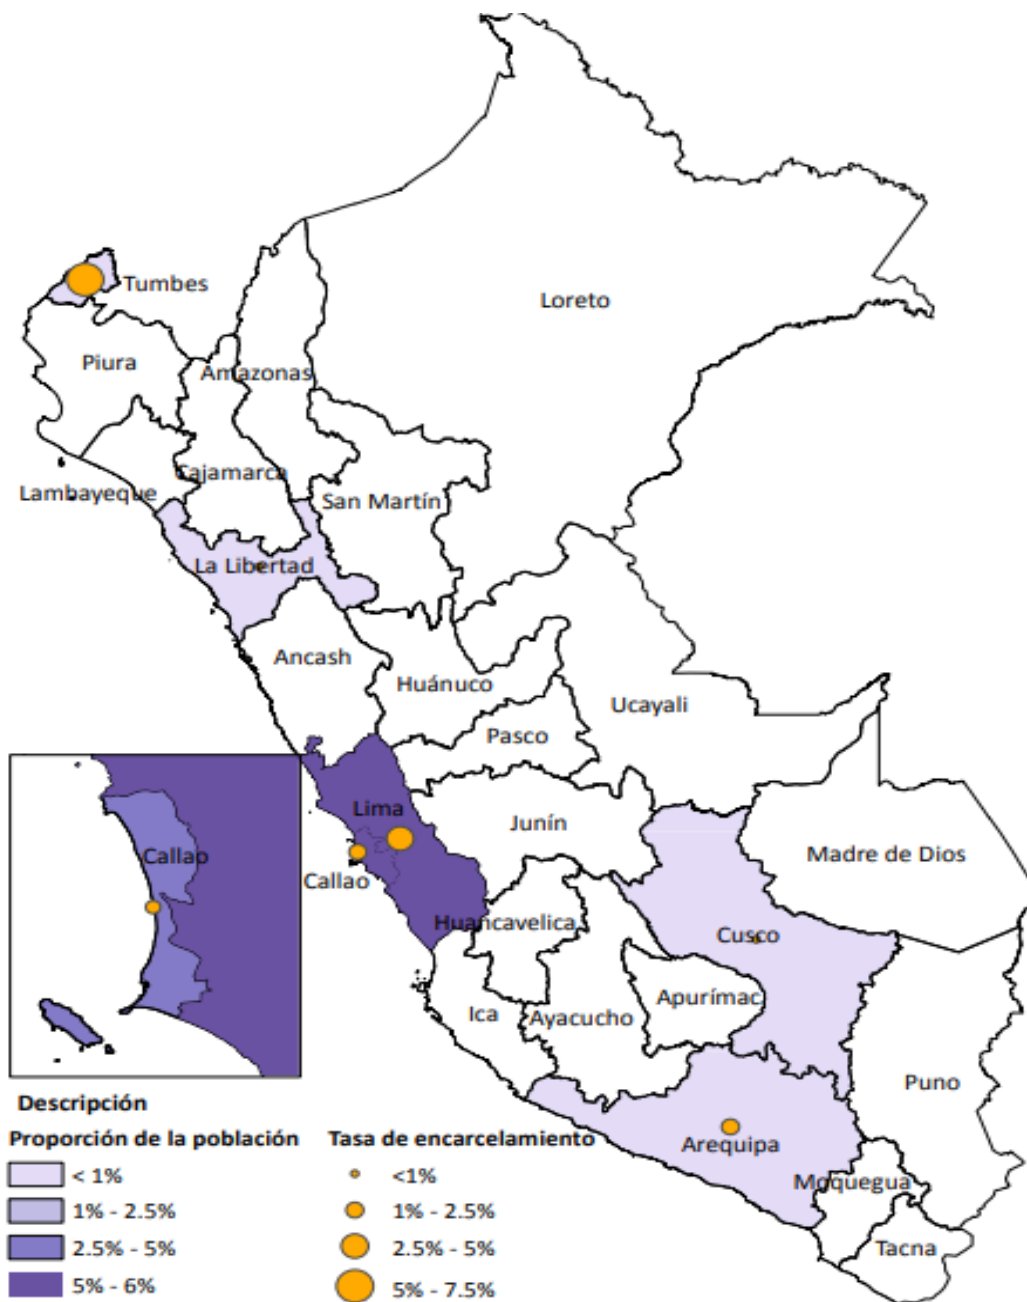 Tumbes
Loreto
Piura
Amazonas
Cajamarca
Lambayeque
San Martín
La Libertad
Ancash
Huánuco
Ucayali
Pasco
Lima
Junín
Callao
Madre de Dios
Callao
Huancavelica
Cusco
Apurímac
Ica
Ayacucho
Puno
Arequipa
Moquegua
Tacna
Descripción
Proporción de la población
< 1%
1% - 2.5%
2.5% - 5%
5% - 6%
Tasa de encarcelamiento
<1%
1% - 2.5%
2.5% - 5%
5% - 7.5%